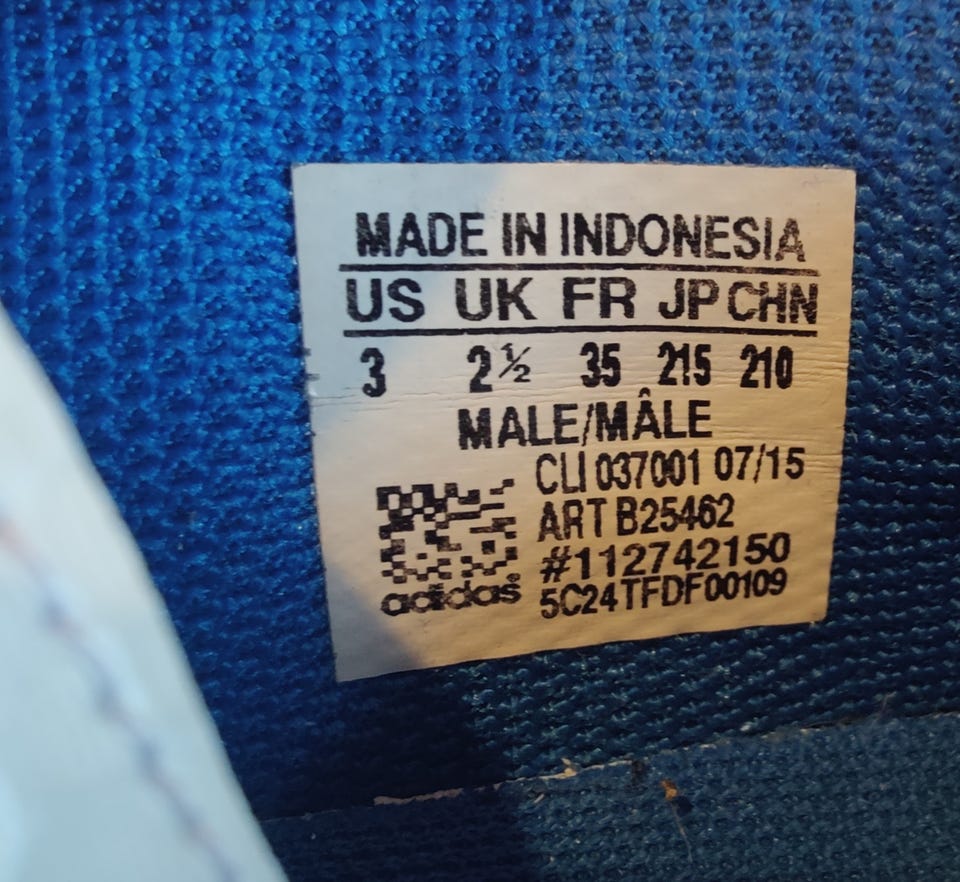 MADE IN INDONESIA
US UK FR JP CHN
3 2½ 35 215 210
MALE/MÂLE
CLI 037001 07/15
ART B25462
#112742150
adidas® 5C24TFDF00109